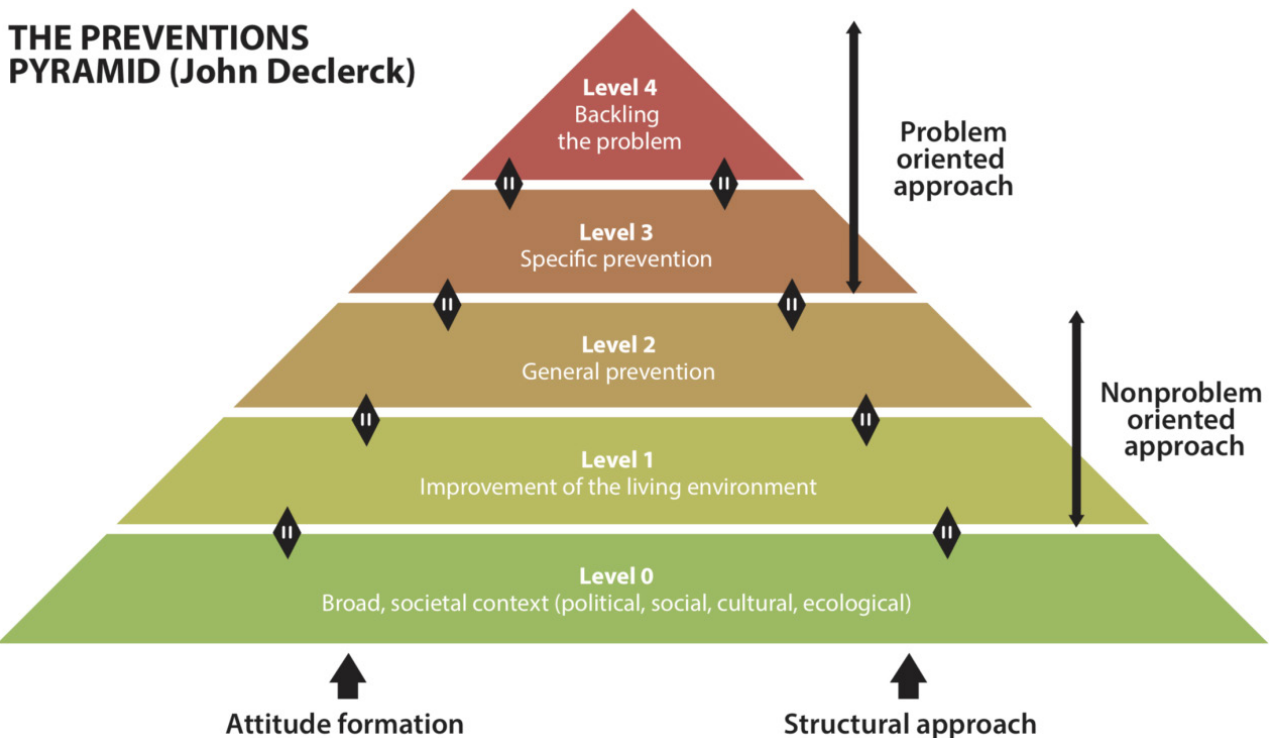 THE PREVENTIONS
PYRAMID (John Declerck)
Level 4
Backling
the problem
Problem
oriented
approach
Level 3
Specific prevention
Level 2
General prevention
Nonproblem
oriented
approach
Level 1
Improvement of the living environment
Level 0
Broad, societal context (political, social, cultural, ecological)
Attitude formation
Structural approach